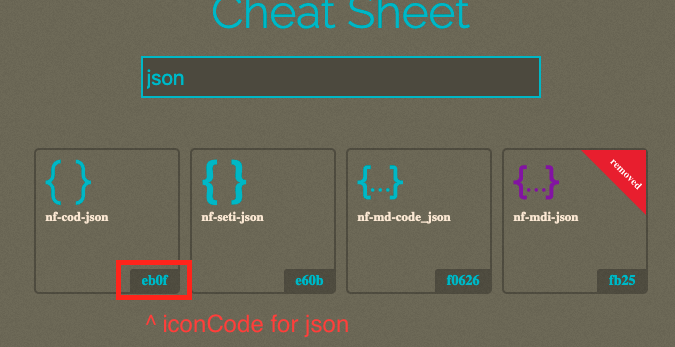 Cheat Sheet
json
nf-cod-json
nf-seti-json
nf-md-code_json
nf-mdi-json
removed
eb0f
e60b
f0626
fb25
^ iconCode for json